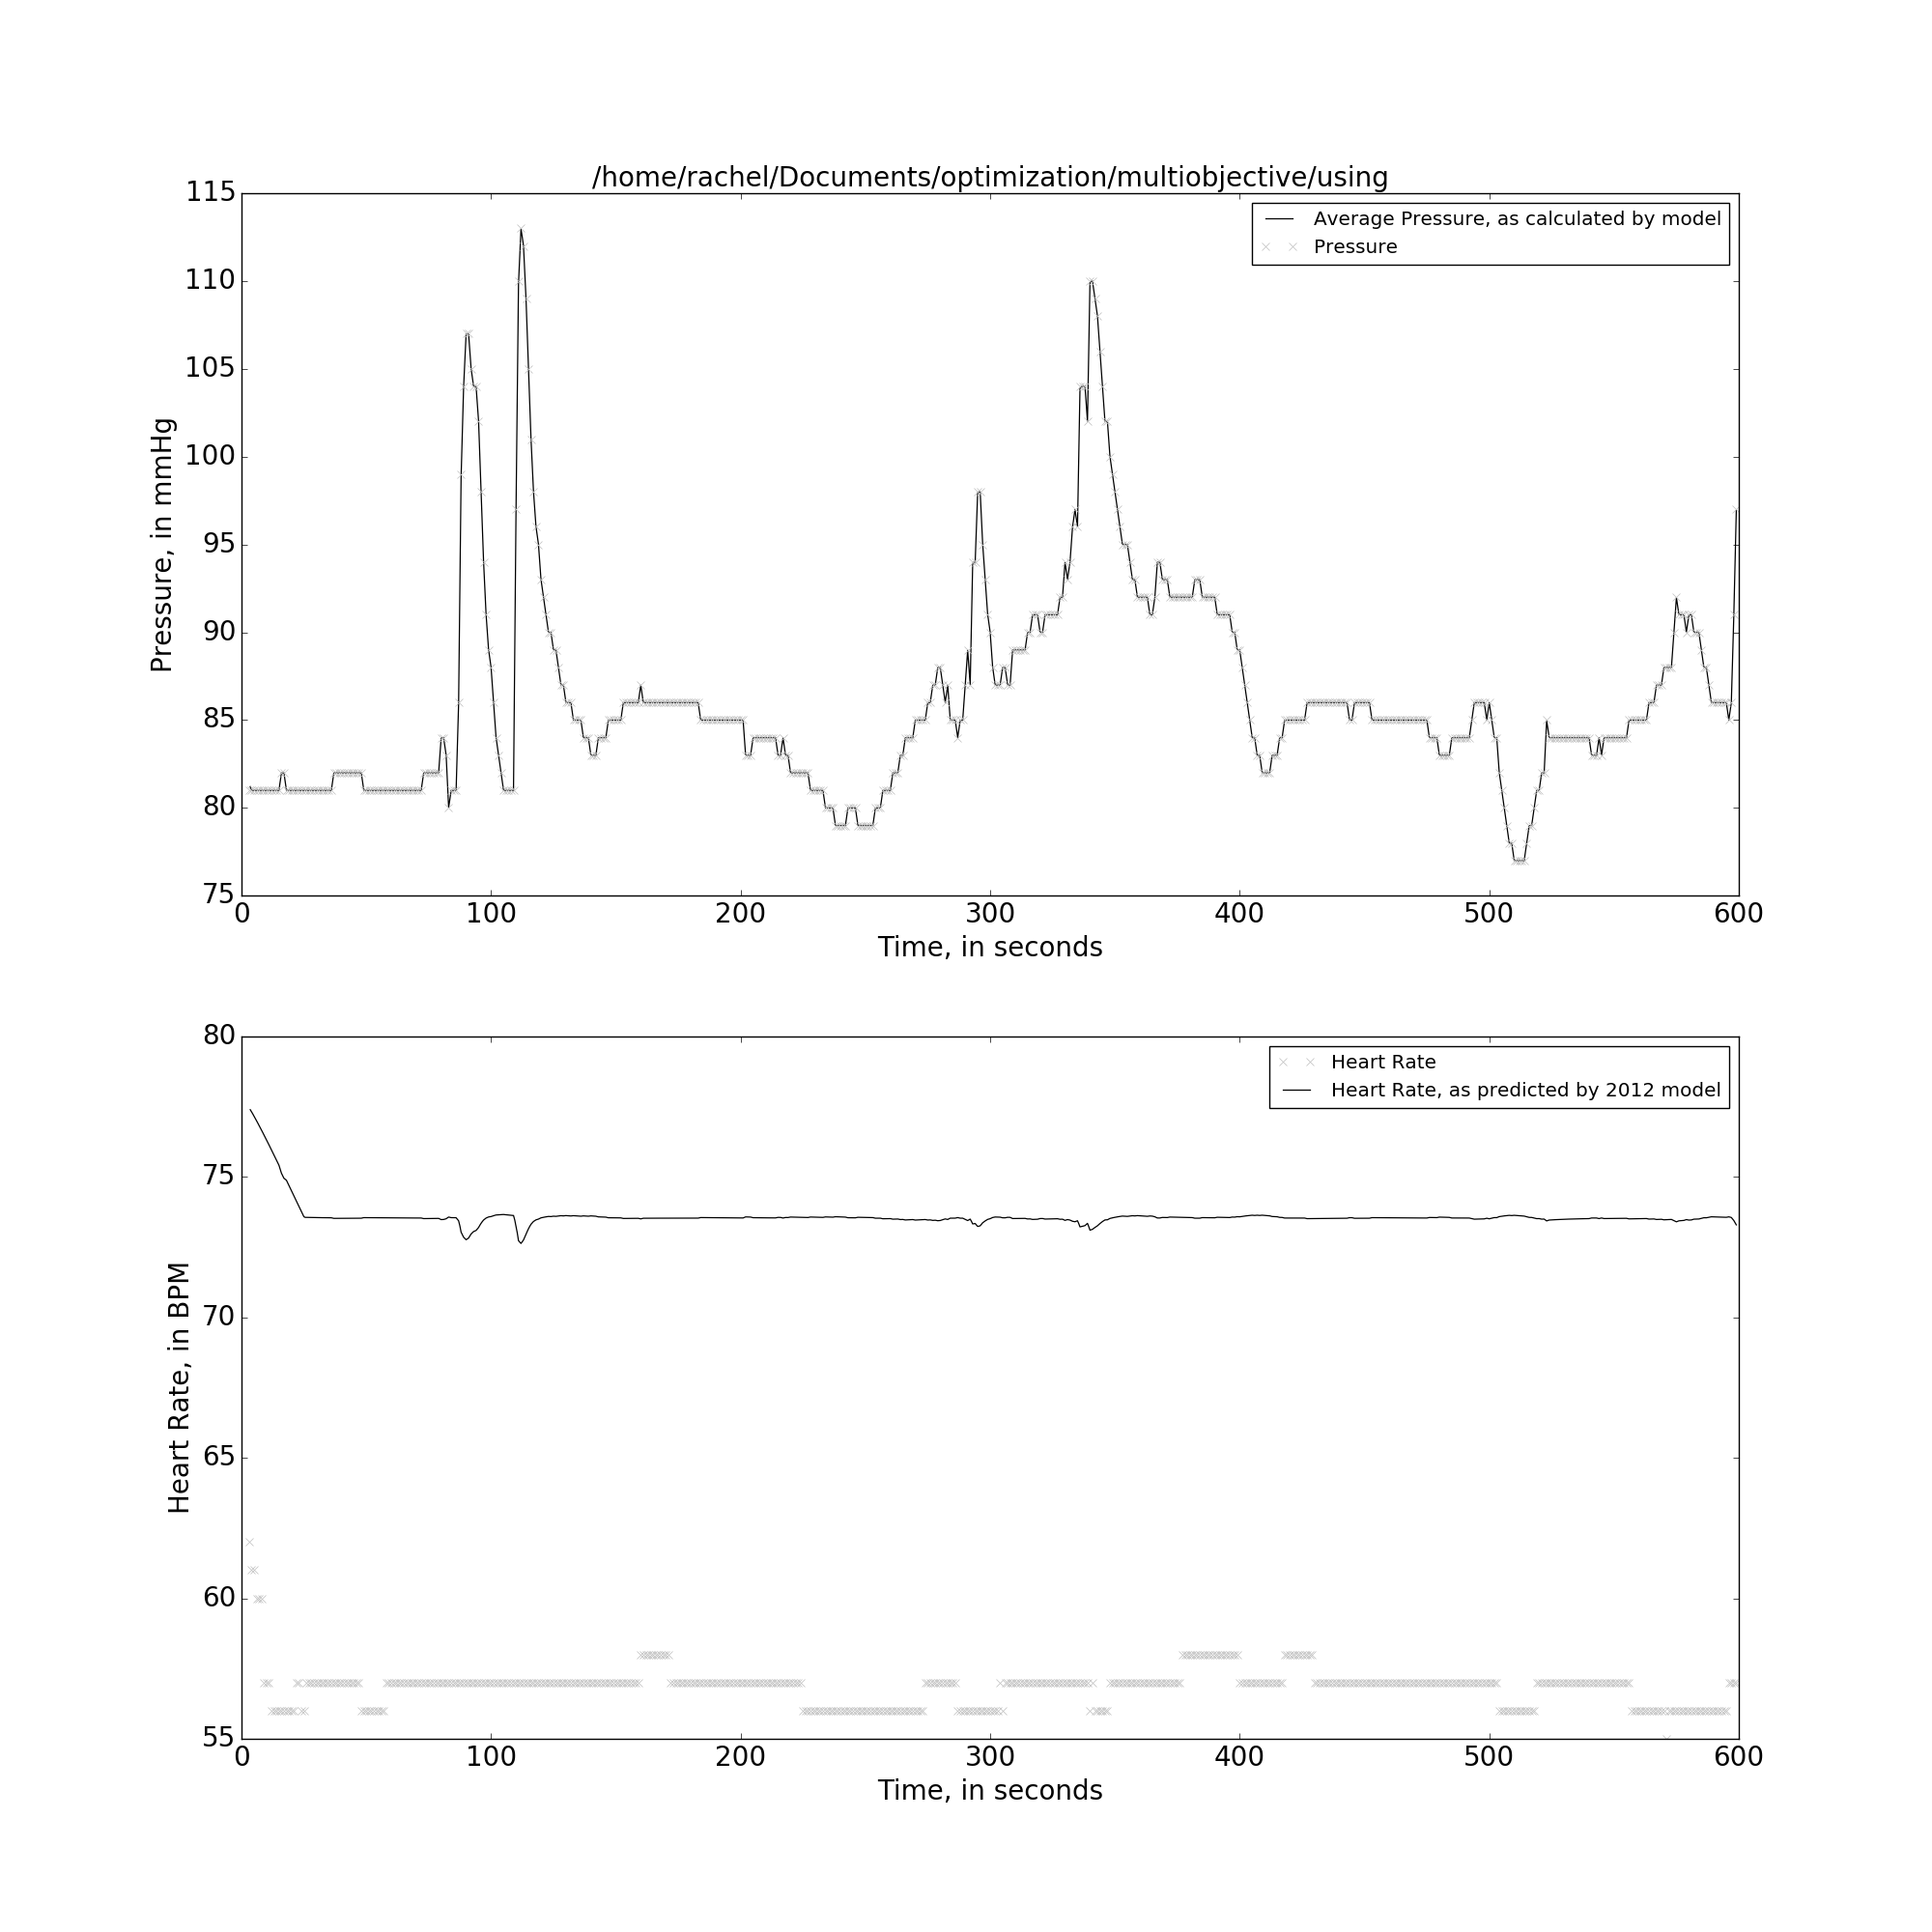 /home/rachel/Documents/optimization/multiobjective/using
115
110
105
100
95
90
85
80
75
Pressure, in mmHg
Average Pressure, as calculated by model
Pressure
0 100 200 300 400 500 600
Time, in seconds
80
75
70
65
60
55
Heart Rate, in BPM
Heart Rate
Heart Rate, as predicted by 2012 model
0 100 200 300 400 500 600
Time, in seconds